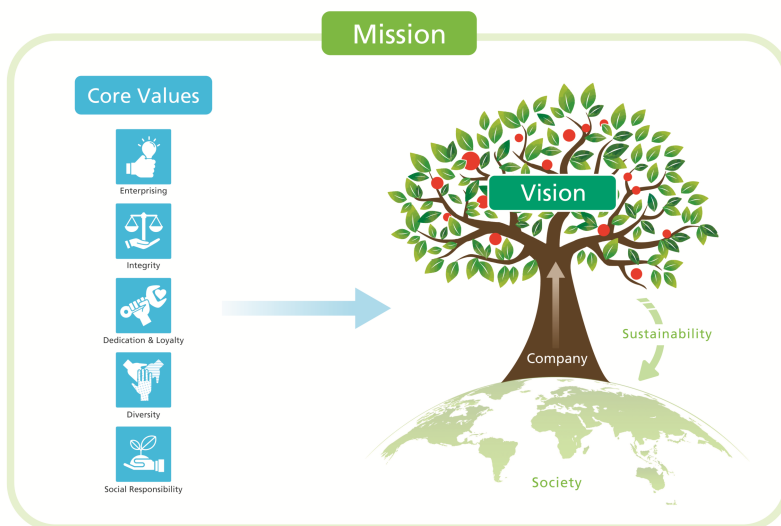 Mission
Core Values
Enterprising
Integrity
Dedication & Loyalty
Diversity
Social Responsibility
Vision
Company
Sustainability
Society